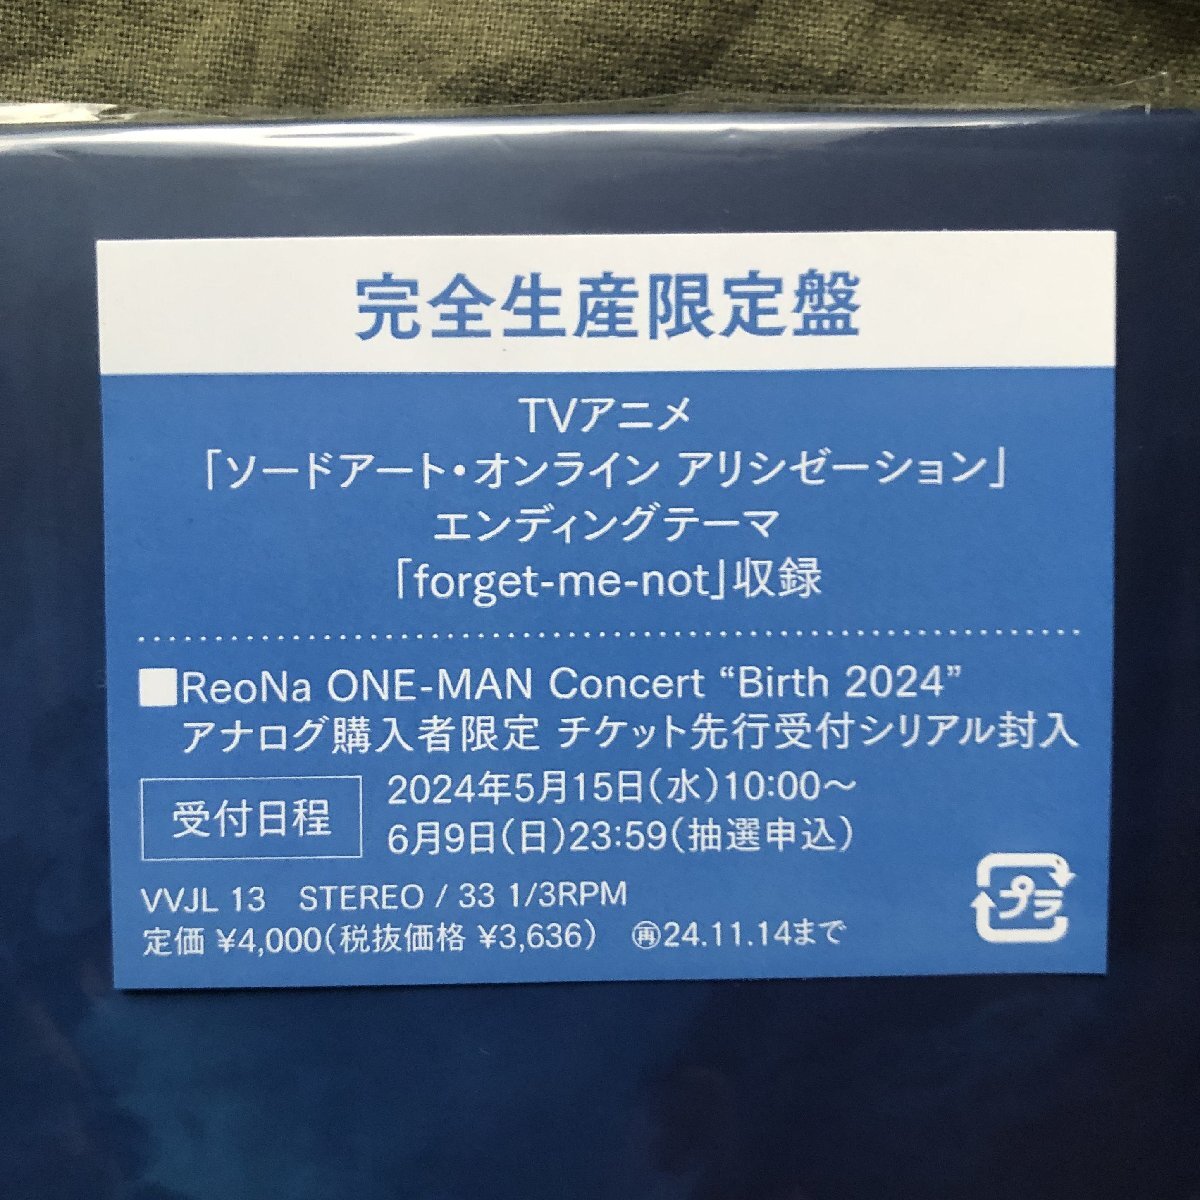 完全生産限定盤
TVアニメ
「ソードアート・オンライン アリシゼーション」
エンディングテーマ
「forget-me-not」収録
■ReoNa ONE-MAN Concert “Birth 2024”
アナログ購入者限定 チケット先行受付シリアル封入
受付日程
2024年5月15日(水)10:00～
6月9日(日)23:59(抽選申込)
VVJL 13 STEREO / 33 1/3RPM
定価 ¥4,000(税抜価格 ¥3,636) ㊞24.11.14まで
プラ